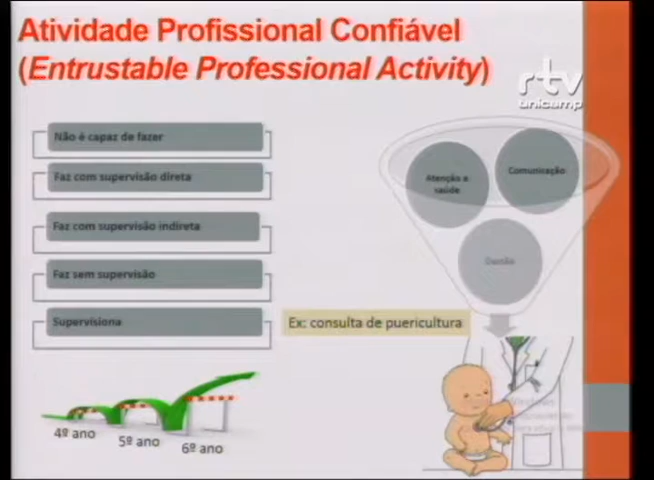 Atividade Profissional Confiável
(Entrustable Professional Activity)
rtv
unicamp
Não é capaz de fazer
Faz com supervisão direta
Faz com supervisão indireta
Faz sem supervisão
Supervisiona
Atenção a
saúde
Comunicação
Ex: consulta de puericultura
4º ano
5º ano
6º ano